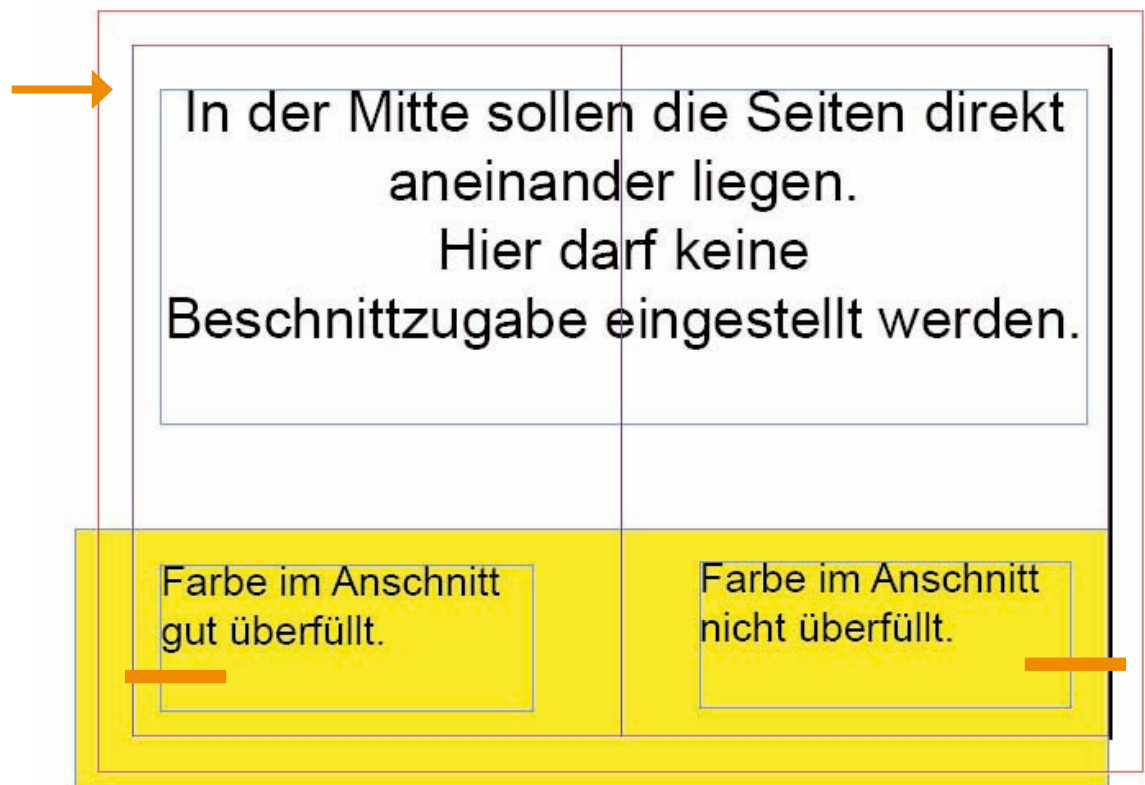 In der Mitte sollen die Seiten direkt
aneinander liegen.
Hier darf keine
Beschnittzugabe eingestellt werden.
Farbe im Anschnitt
gut überfüllt.
Farbe im Anschnitt
nicht überfüllt.